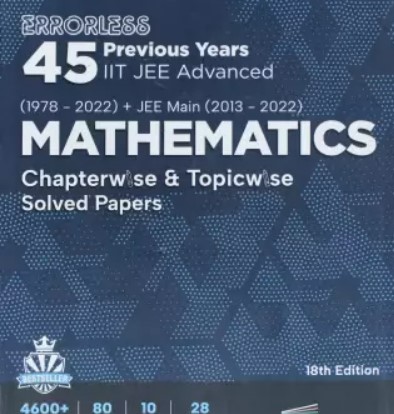 ERRORLESS
45 Previous Years
IIT JEE Advanced
(1978 - 2022) + JEE Main (2013 - 2022)
MATHEMATICS
Chapterwise & Topicwise
Solved Papers
18th Edition
BESTSELLER
4600+ | 80 | 10 | 28